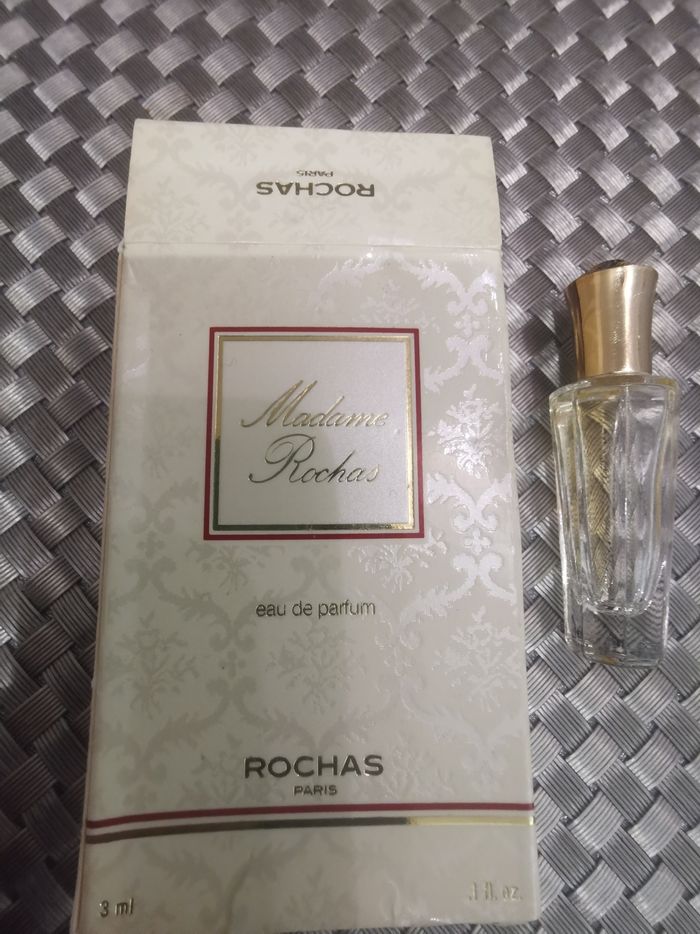 ROCHAS
PARIS
Madame
Rochas
eau de parfum
ROCHAS
PARIS
3 ml
.1 fl. oz.